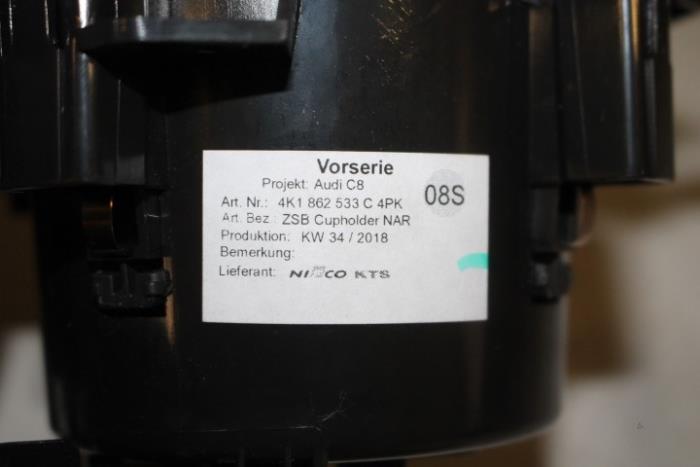 Vorserie
Projekt: Audi C8
08S
Art. Nr.: 4K1 862 533 C 4PK
Art. Bez.: ZSB Cupholder NAR
Produktion: KW 34 / 2018
Bemerkung:
Lieferant: KTS